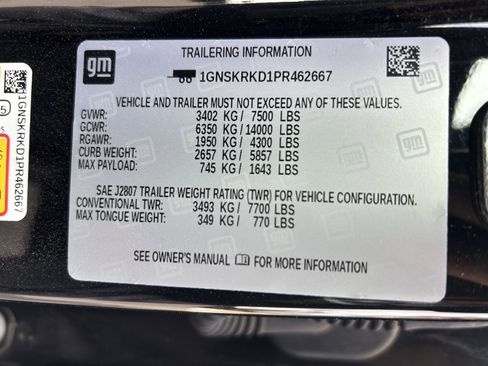 gm
TRAILERING INFORMATION
1GNSKRKD1PR462667
VEHICLE AND TRAILER MUST NOT EXCEED ANY OF THESE VALUES.
GVWR: 3402 KG / 7500 LBS
GCWR: 6350 KG / 14000 LBS
RGAWR: 1950 KG / 4300 LBS
CURB WEIGHT: 2657 KG / 5857 LBS
MAX PAYLOAD: 745 KG / 1643 LBS
SAE J2807 TRAILER WEIGHT RATING (TWR) FOR VEHICLE CONFIGURATION.
CONVENTIONAL TWR: 3493 KG / 7700 LBS
MAX TONGUE WEIGHT: 349 KG / 770 LBS
SEE OWNER'S MANUAL FOR MORE INFORMATION
1GNSKRKD1PR462667